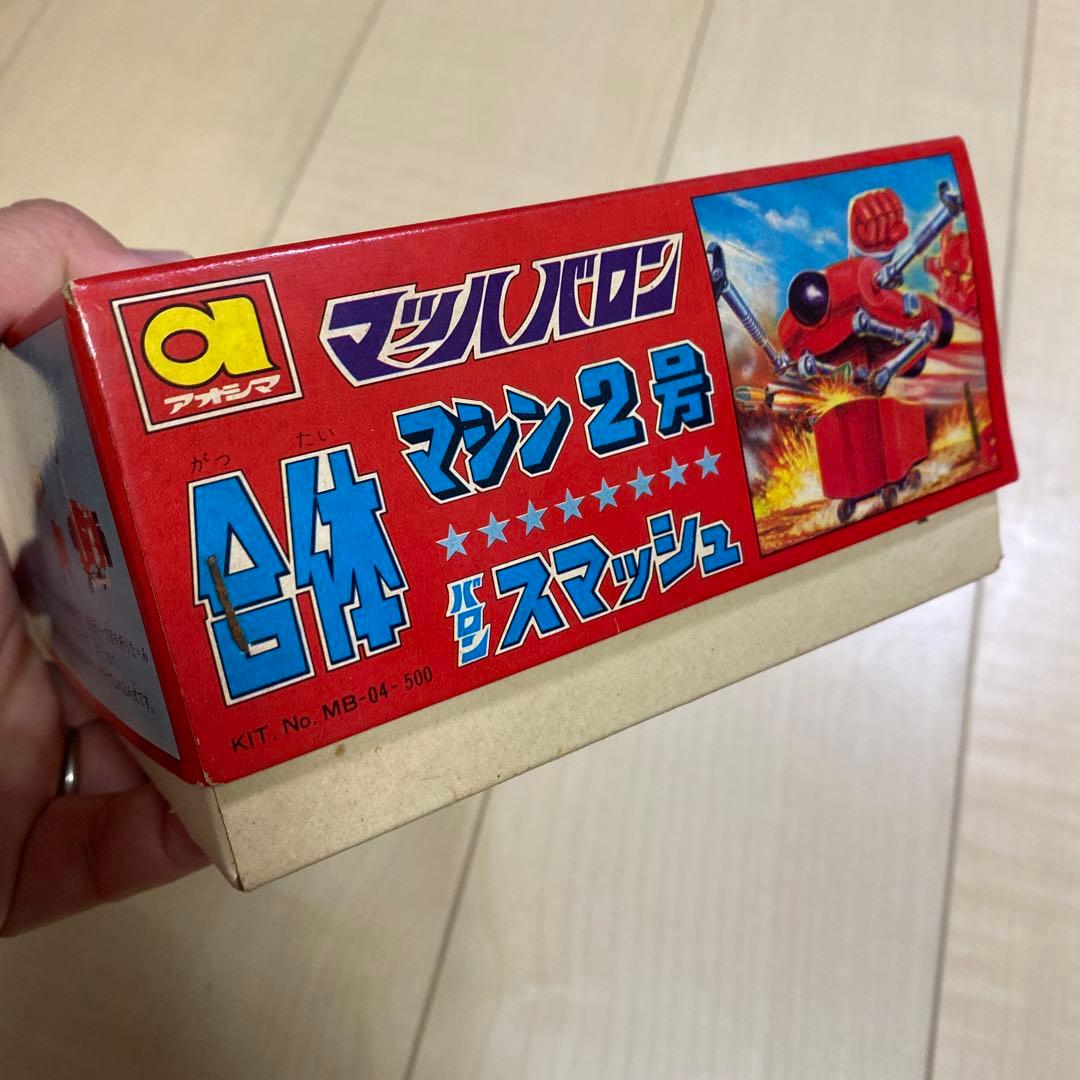 a
アオシマ
マッハバロン
がったい
合体
マシン2号
★★★★★★★
バロン
スマッシュ
KIT. No. MB-04-500